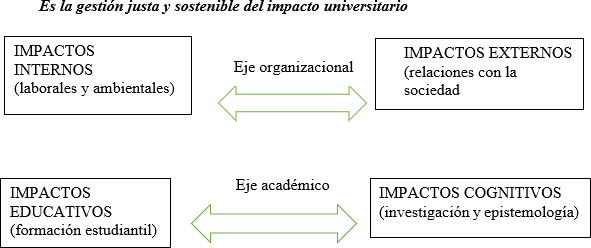 Es la gestión justa y sostenible del impacto universitario
IMPACTOS
INTERNOS
(laborales y ambientales)
Eje organizacional
IMPACTOS EXTERNOS
(relaciones con la
sociedad
IMPACTOS
EDUCATIVOS
(formación estudiantil)
Eje académico
IMPACTOS COGNITIVOS
(investigación y epistemología)